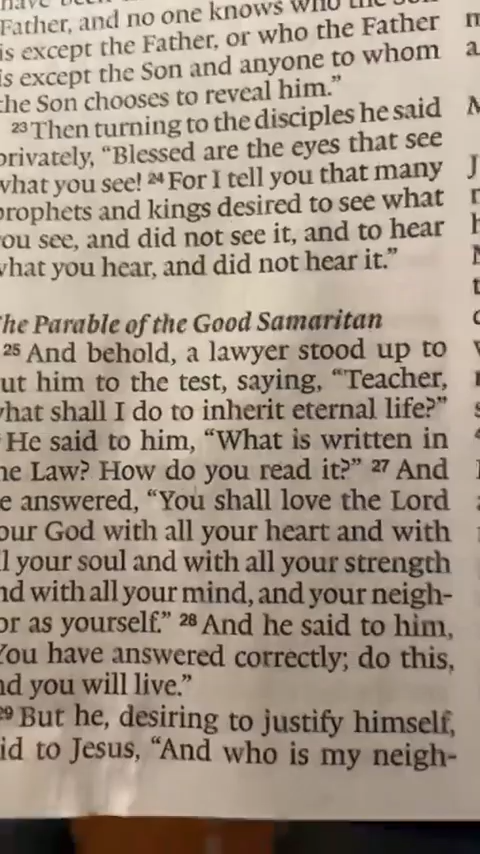 have been
Father, and no one knows who the Son
is except the Father, or who the Father
is except the Son and anyone to whom
the Son chooses to reveal him.”
23 Then turning to the disciples he said
privately, “Blessed are the eyes that see
what you see! 24 For I tell you that many
prophets and kings desired to see what
you see, and did not see it, and to hear
what you hear, and did not hear it.”
The Parable of the Good Samaritan
25 And behold, a lawyer stood up to
put him to the test, saying, “Teacher,
what shall I do to inherit eternal life?”
He said to him, “What is written in
the Law? How do you read it?” 27 And
he answered, “You shall love the Lord
your God with all your heart and with
all your soul and with all your strength
and with all your mind, and your neigh-
bor as yourself.” 28 And he said to him,
“You have answered correctly; do this,
and you will live.”
29 But he, desiring to justify himself,
said to Jesus, “And who is my neigh-